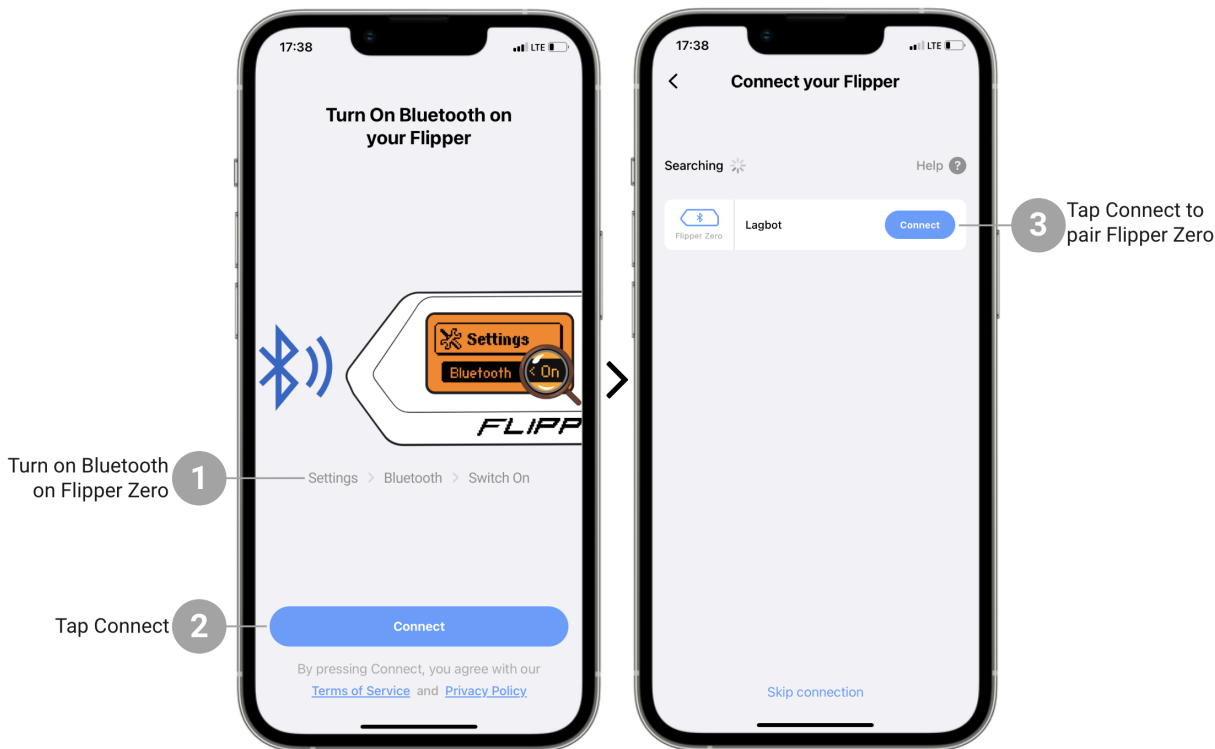 17:38
LTE
Turn On Bluetooth on
your Flipper
Settings
Bluetooth < On
FLIPP
Turn on Bluetooth
on Flipper Zero
1
Settings > Bluetooth > Switch On
Tap Connect
2
Connect
By pressing Connect, you agree with our
Terms of Service and Privacy Policy
>
17:38
LTE
< Connect your Flipper
Searching
Help ?
Flipper Zero
Lagbot
Connect
3
Tap Connect to
pair Flipper Zero
Skip connection